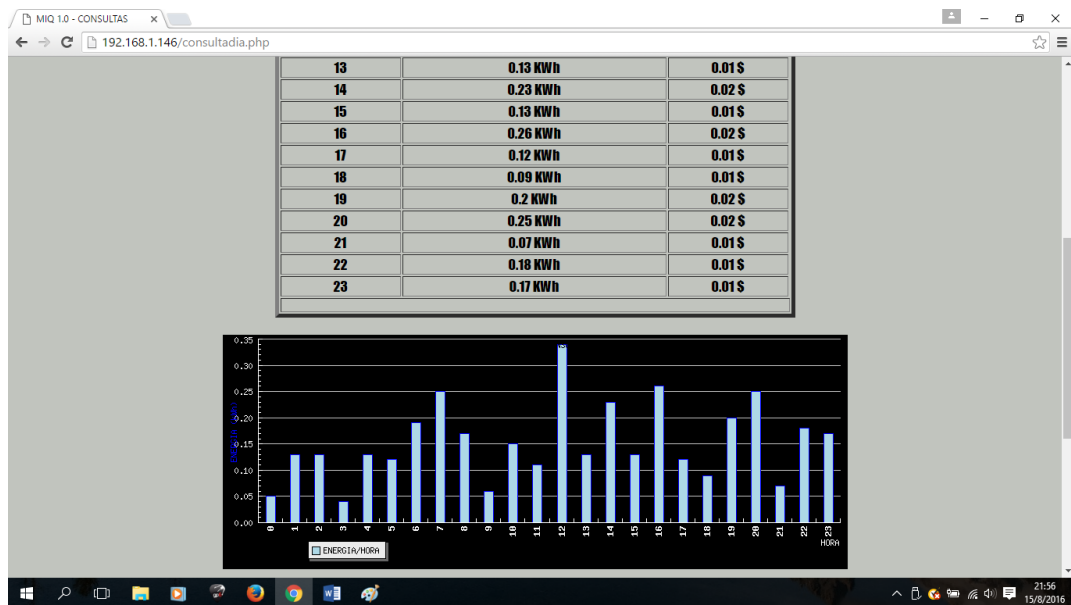 MIQ 1.0 - CONSULTAS
192.168.1.146/consultadia.php
13 0.13 KWh 0.01 $
14 0.23 KWh 0.02 $
15 0.13 KWh 0.01 $
16 0.26 KWh 0.02 $
17 0.12 KWh 0.01 $
18 0.09 KWh 0.01 $
19 0.2 KWh 0.02 $
20 0.25 KWh 0.02 $
21 0.07 KWh 0.01 $
22 0.18 KWh 0.01 $
23 0.17 KWh 0.01 $
0.35
0.30
0.25
0.20
0.15
0.10
0.05
0.00
0 1 2 3 4 5 6 7 8 9 10 11 12 13 14 15 16 17 18 19 20 21 22 23
HORA
ENERGIA/HORA
21:56
15/8/2016